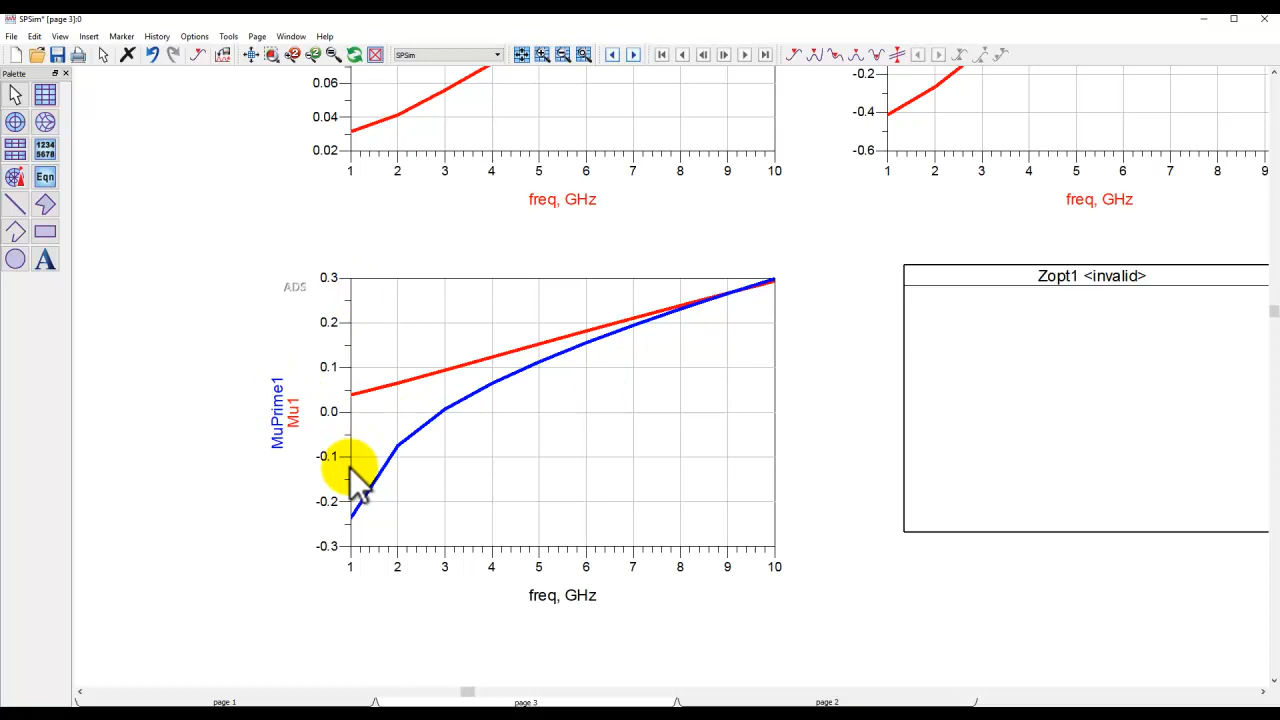 SPSim* [page 3]:0
File Edit View Insert Marker History Options Tools Page Window Help
SPSim
Palette
1234
5678
Eqn
A
0.06
0.04
0.02
1 2 3 4 5 6 7 8 9 10
freq, GHz
-0.2
-0.4
-0.6
1 2 3 4 5 6 7 8 9
freq, GHz
ADS
MuPrime1
Mu1
0.3
0.2
0.1
0.0
-0.1
-0.2
-0.3
1 2 3 4 5 6 7 8 9 10
freq, GHz
Zopt1 <invalid>
page 1 page 3 page 2